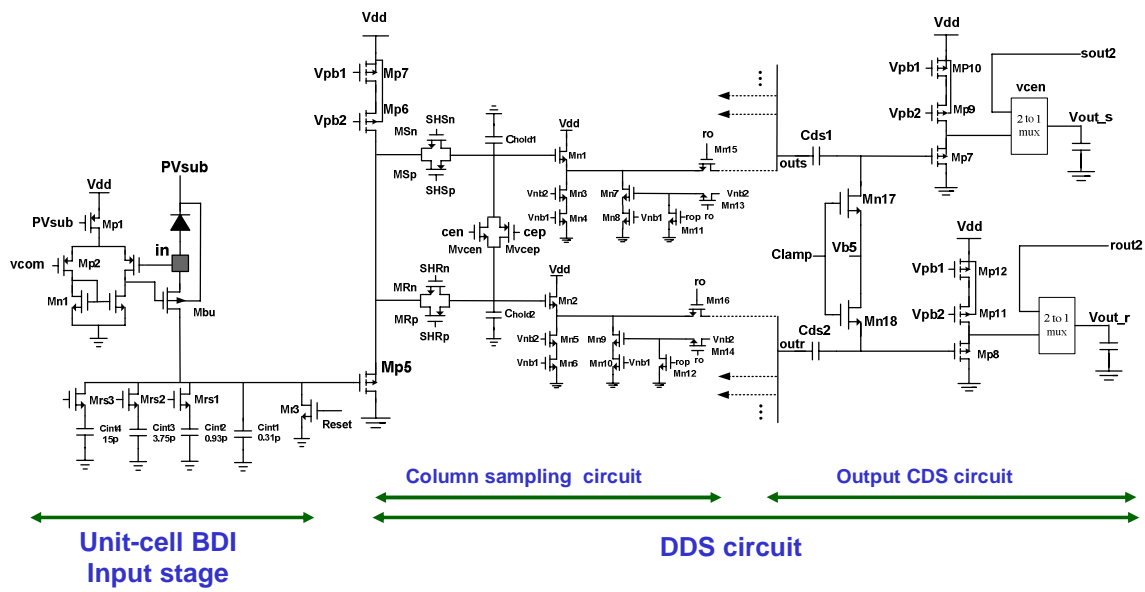 Vdd
Vpb1
Mp7
Mp6
Vpb2
PVsub
Vdd
PVsub
Mp1
in
vcom
Mp2
Mn1
Mbu
Mrs3
Mrs2
Mrs1
Cint4
15p
Cint3
3.75p
Cint2
0.93p
Cint1
0.31p
Mr3
Reset
Mp5
SHSn
MSn
MSp
SHSp
Chold1
cen
cep
Mvcen
Mvcep
SHRn
MRn
MRp
SHRp
Chold2
Vdd
Mn1
Vnb2
Mn3
Vnb1
Mn4
Mn7
Mn8
Vnb1
rop
Mn11
Vnb2
ro
Mn13
ro
Mn15
Vdd
Mn2
Vnb2
Mn5
Vnb1
Mn6
Mn9
Mn10
Vnb1
rop
Mn12
Vnb2
ro
Mn14
ro
Mn16
outs
Cds1
outr
Cds2
Mn17
Clamp
Vb5
Mn18
Vdd
Vpb1
MP10
Vpb2
Mp9
Mp7
sout2
vcen
2 to 1
mux
Vout_s
Vdd
Vpb1
Mp12
Vpb2
Mp11
Mp8
rout2
2 to 1
mux
Vout_r
Column sampling circuit
Output CDS circuit
Unit-cell BDI
Input stage
DDS circuit